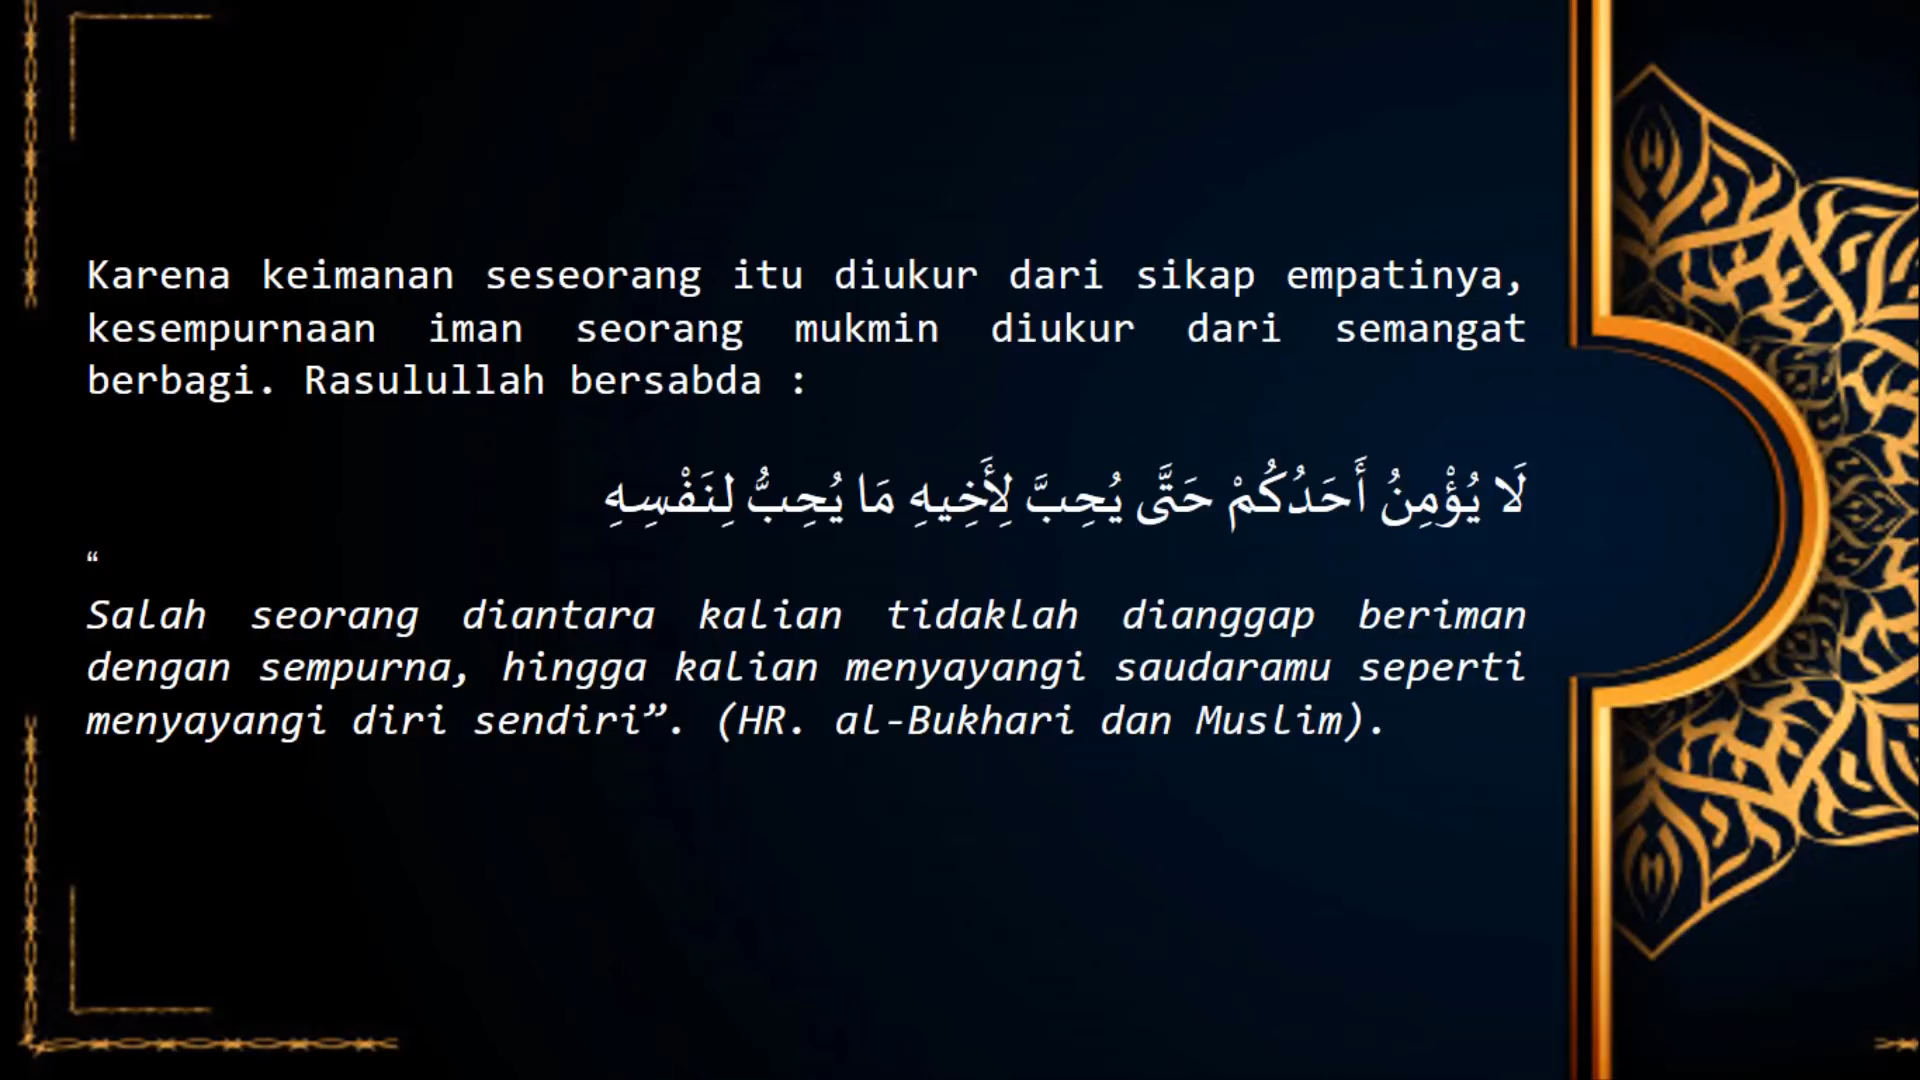 Karena keimanan seseorang itu diukur dari sikap empatinya,
kesempurnaan iman seorang mukmin diukur dari semangat
berbagi. Rasulullah bersabda :
لَا يُؤْمِنُ أَحَدُكُمْ حَتَّى يُحِبَّ لِأَخِيهِ مَا يُحِبُّ لِنَفْسِهِ
“
Salah seorang diantara kalian tidaklah dianggap beriman
dengan sempurna, hingga kalian menyayangi saudaramu seperti
menyayangi diri sendiri”. (HR. al-Bukhari dan Muslim).